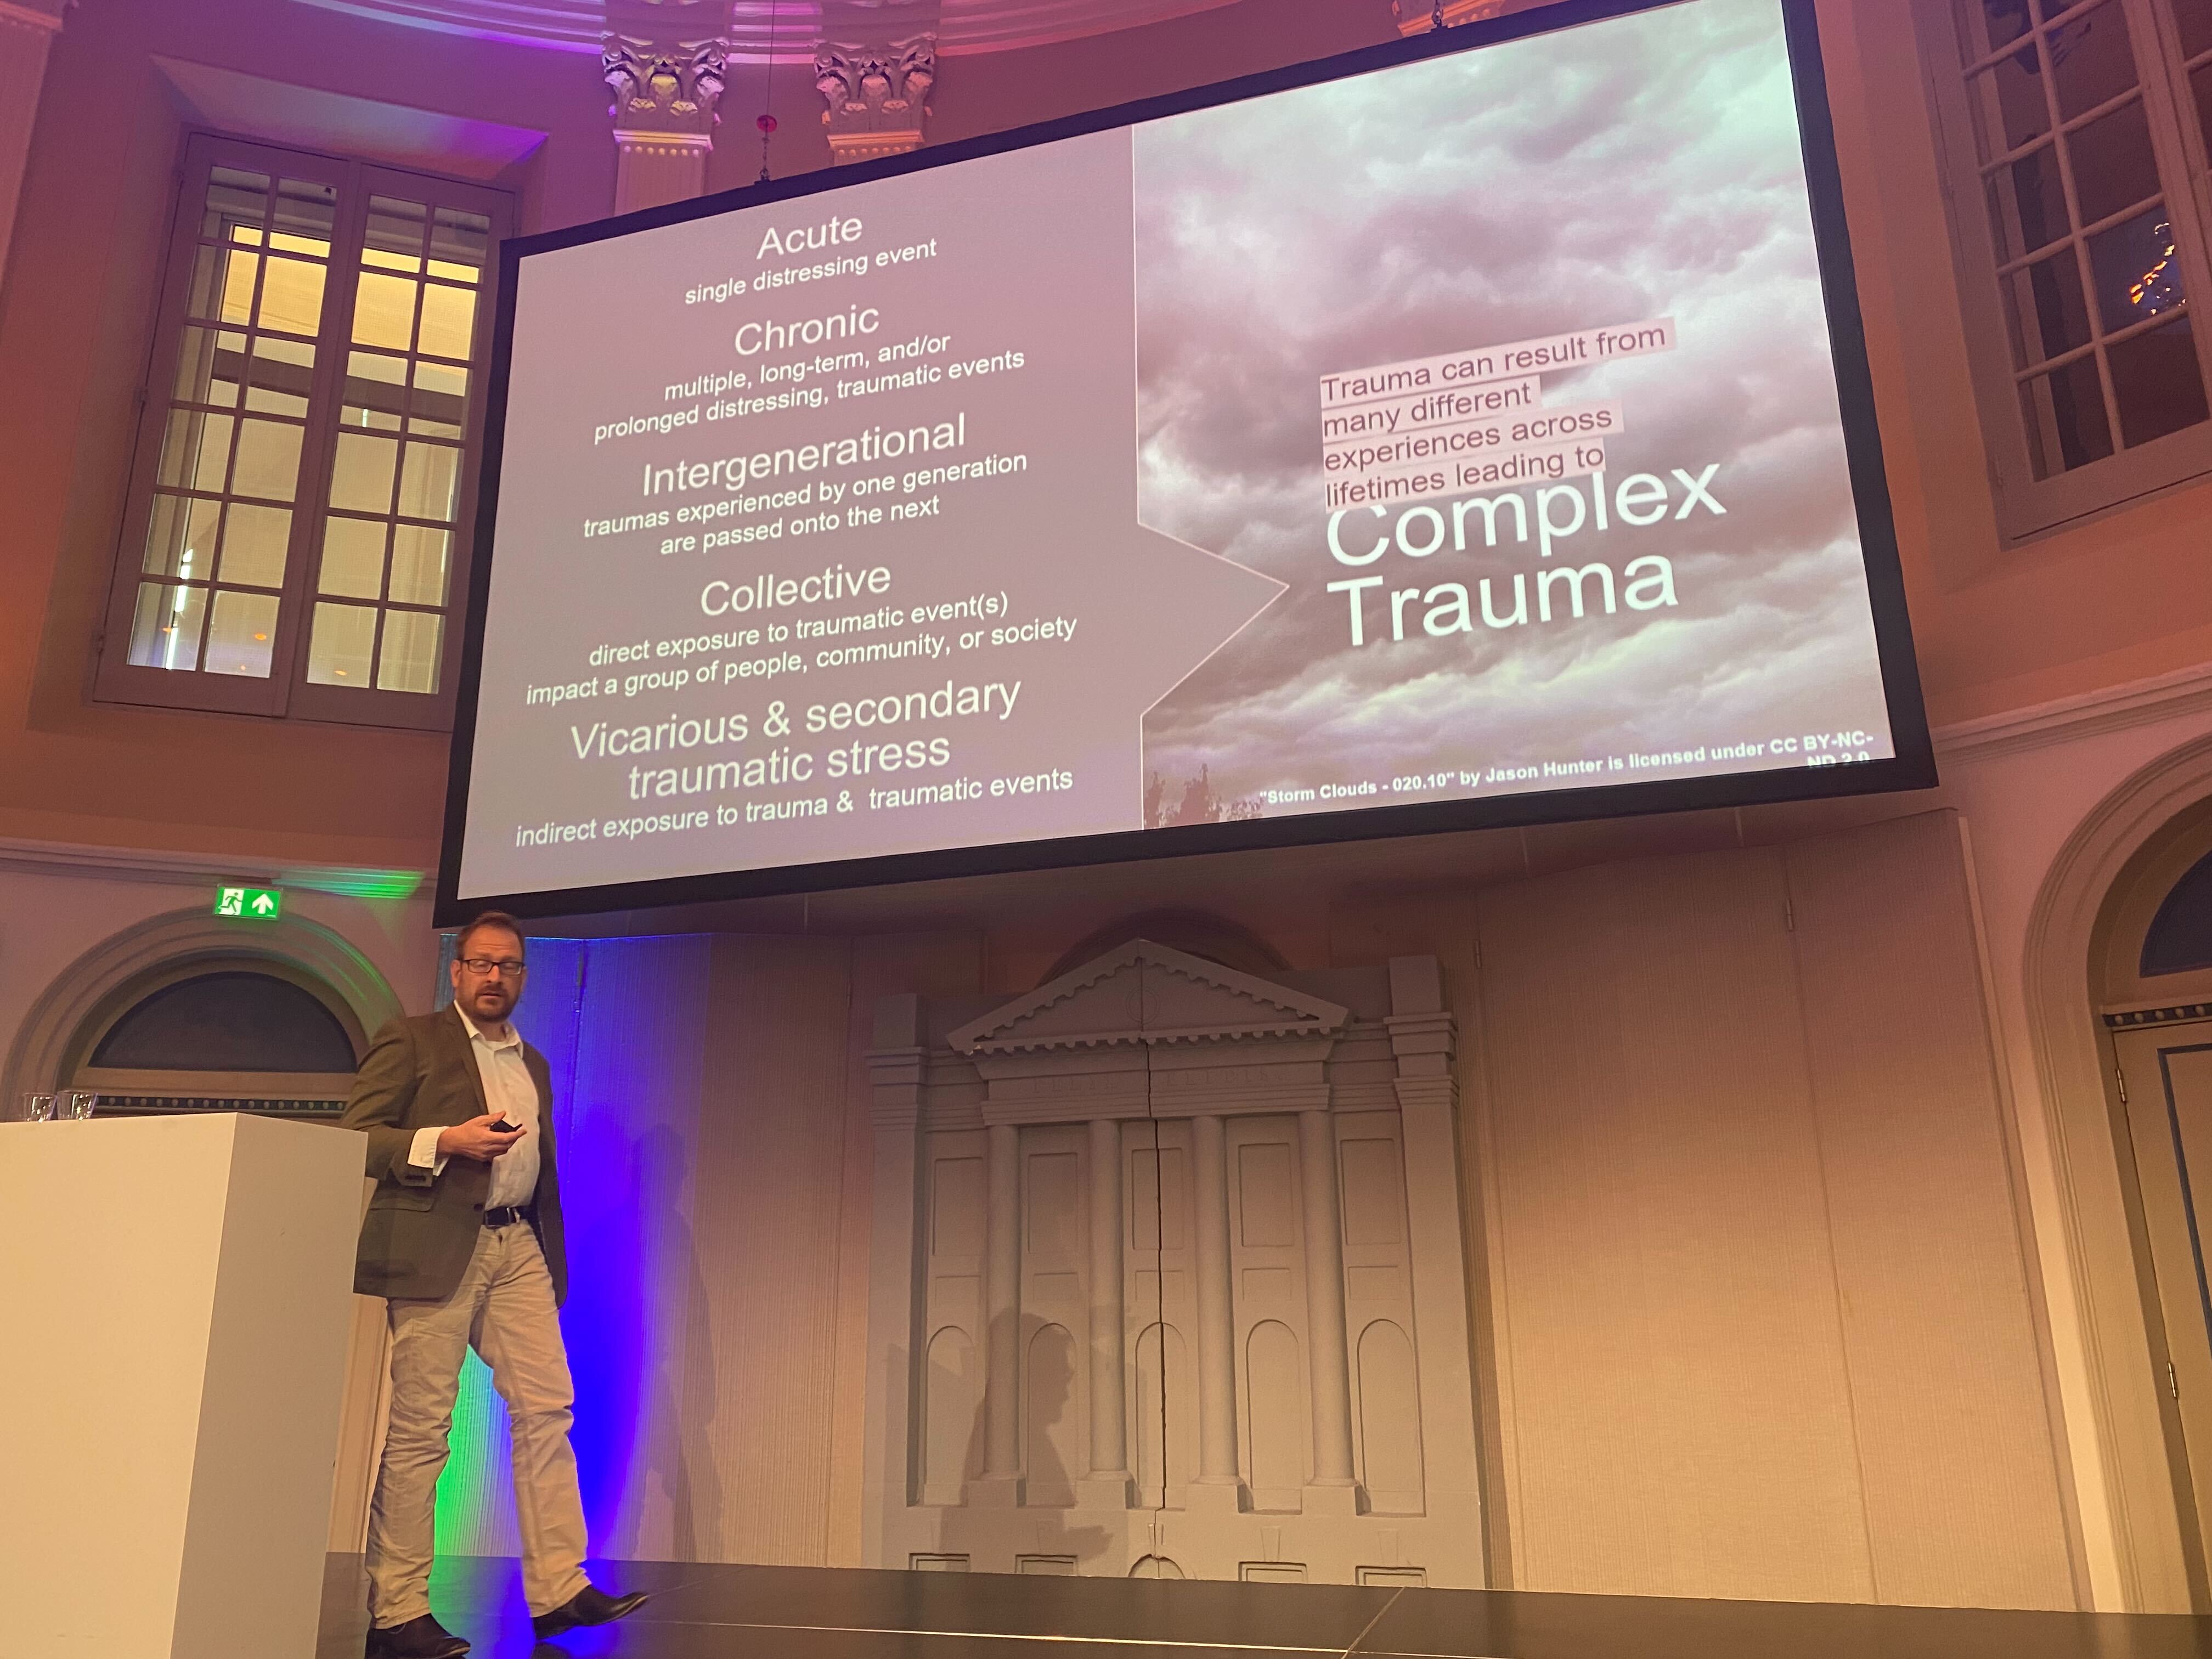 Acute
single distressing event
Chronic
multiple, long-term, and/or
prolonged distressing, traumatic events
Intergenerational
traumas experienced by one generation
are passed onto the next
Collective
direct exposure to traumatic event(s)
impact a group of people, community, or society
Vicarious & secondary
traumatic stress
indirect exposure to trauma & traumatic events
Trauma can result from
many different
experiences across
lifetimes leading to
Complex
Trauma
"Storm Clouds - 020.10" by Jason Hunter is licensed under CC BY-NC-
ND 2.0